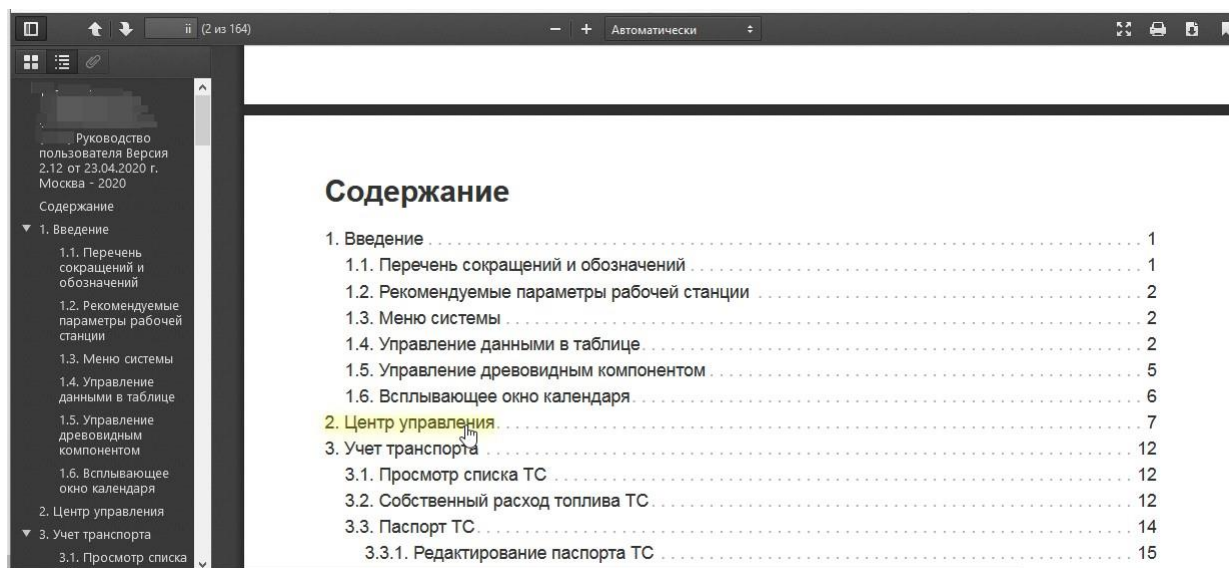 ii (2 из 164)
Автоматически
Руководство
пользователя Версия
2.12 от 23.04.2020 г.
Москва - 2020
Содержание
1. Введение
1.1. Перечень
сокращений и
обозначений
1.2. Рекомендуемые
параметры рабочей
станции
1.3. Меню системы
1.4. Управление
данными в таблице
1.5. Управление
древовидным
компонентом
1.6. Всплывающее
окно календаря
2. Центр управления
3. Учет транспорта
3.1. Просмотр списка
Содержание
1. Введение 1
1.1. Перечень сокращений и обозначений 1
1.2. Рекомендуемые параметры рабочей станции 2
1.3. Меню системы 2
1.4. Управление данными в таблице 2
1.5. Управление древовидным компонентом 5
1.6. Всплывающее окно календаря 6
2. Центр управления 7
3. Учет транспорта 12
3.1. Просмотр списка ТС 12
3.2. Собственный расход топлива ТС 12
3.3. Паспорт ТС 14
3.3.1. Редактирование паспорта ТС 15